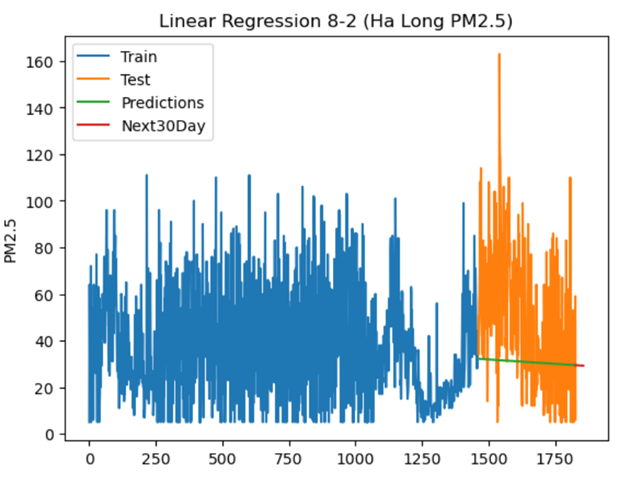 Linear Regression 8-2 (Ha Long PM2.5)
Train
Test
Predictions
Next30Day
PM2.5
160
140
120
100
80
60
40
20
0
0 250 500 750 1000 1250 1500 1750